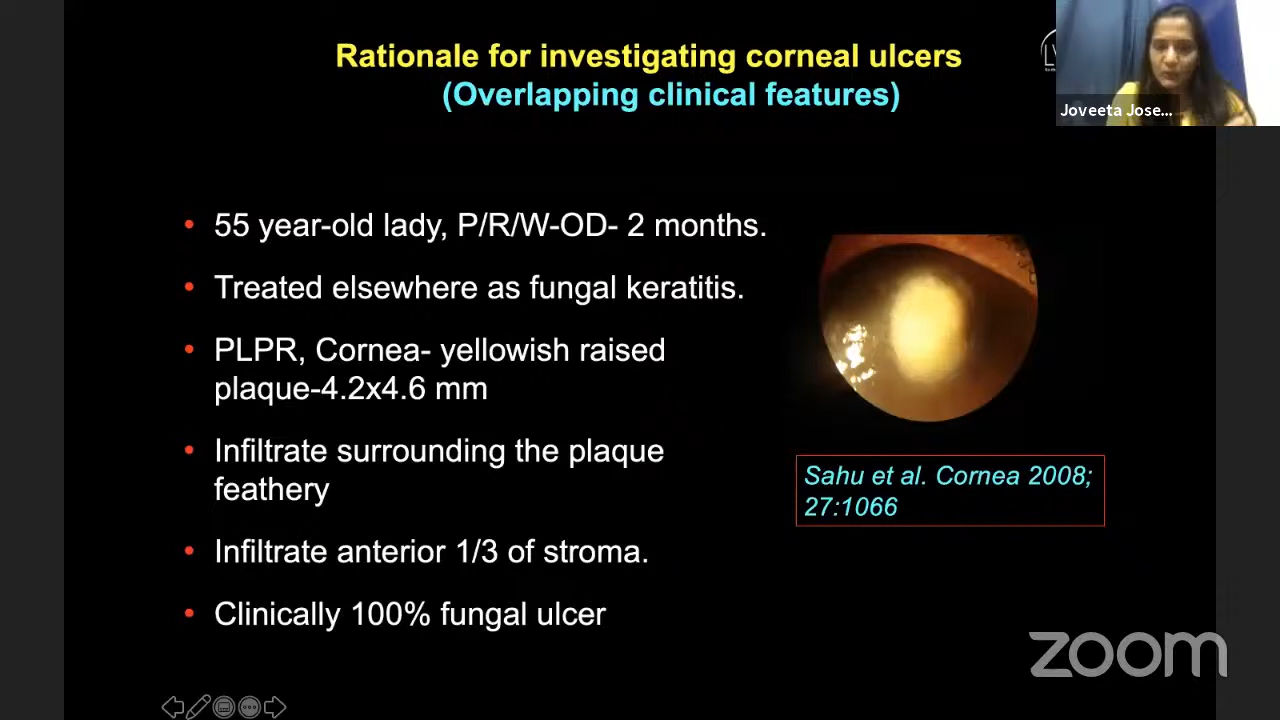 Rationale for investigating corneal ulcers
(Overlapping clinical features)
Joveeta Jose...
• 55 year-old lady, P/R/W-OD- 2 months.
• Treated elsewhere as fungal keratitis.
• PLPR, Cornea- yellowish raised
plaque-4.2x4.6 mm
• Infiltrate surrounding the plaque
feathery
• Infiltrate anterior 1/3 of stroma.
• Clinically 100% fungal ulcer
Sahu et al. Cornea 2008;
27:1066
zoom